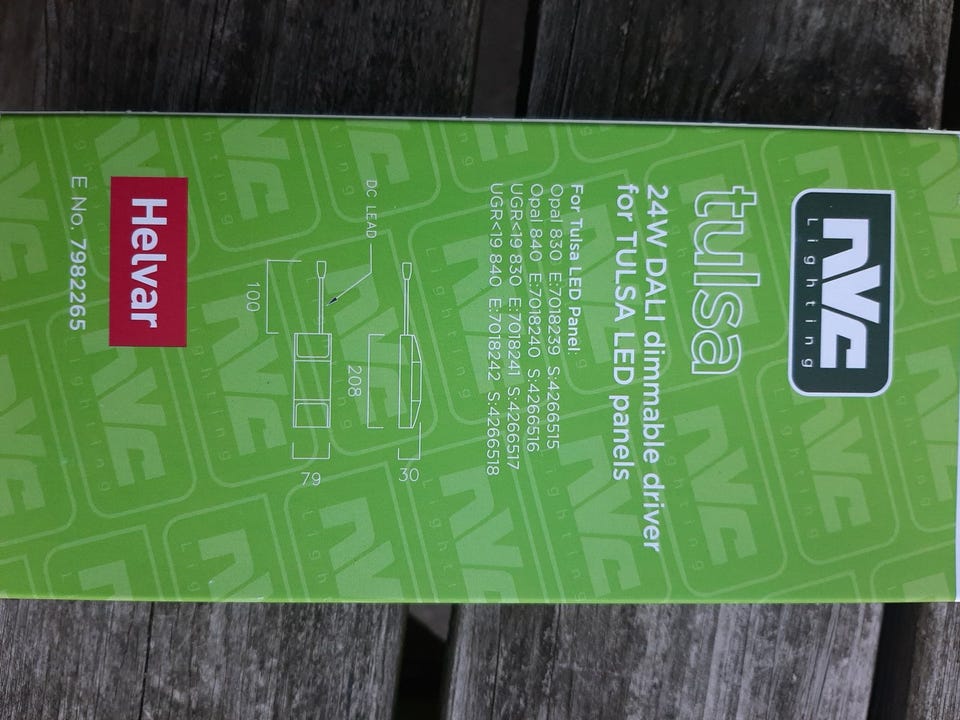 NVC
Lighting
tulsa
24W DALI dimmable driver
for TULSA LED panels
For Tulsa LED Panel:
Opal 830 E:7018239 S:4266515
Opal 840 E:7018240 S:4266516
UGR<19 830 E:7018241 S:4266517
UGR<19 840 E:7018242 S:4266518
DC LEAD
30
208
79
100
Helvar
E No. 7982265